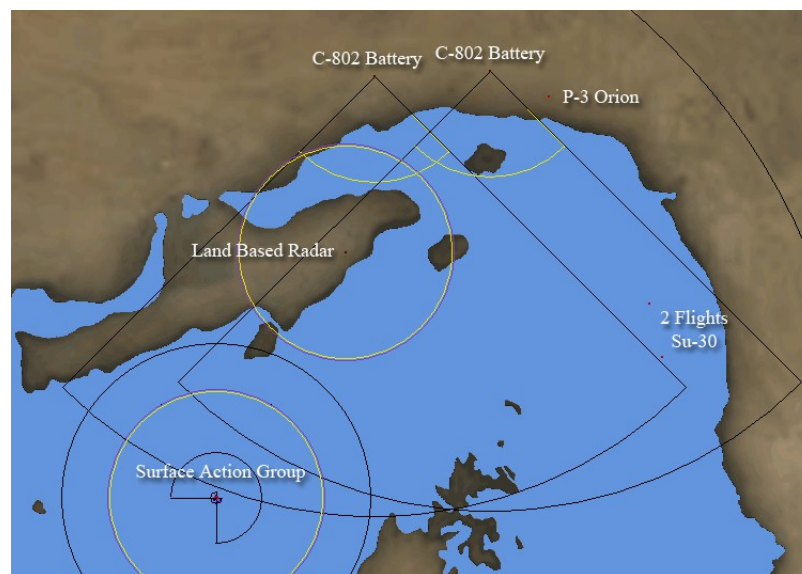 C-802 Battery
C-802 Battery
P-3 Orion
Land Based Radar
2 Flights
Su-30
Surface Action Group